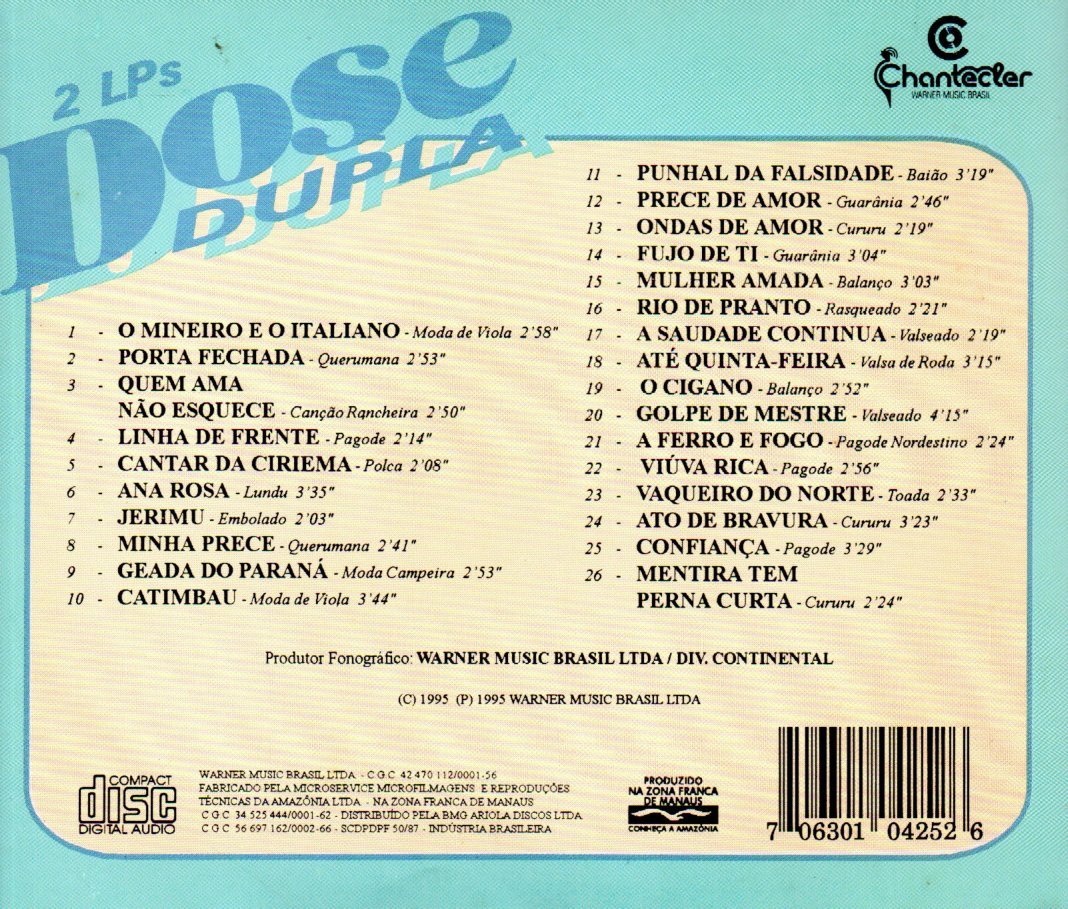 2 LPs
Dose
DUPLA
Chantecler
WARNER MUSIC BRASIL
1 - O MINEIRO E O ITALIANO - Moda de Viola 2'58"
2 - PORTA FECHADA - Querumana 2'53"
3 - QUEM AMA
NÃO ESQUECE - Canção Rancheira 2'50"
4 - LINHA DE FRENTE - Pagode 2'14"
5 - CANTAR DA CIRIEMA - Polca 2'08"
6 - ANA ROSA - Lundu 3'35"
7 - JERIMU - Embolado 2'03"
8 - MINHA PRECE - Querumana 2'41"
9 - GEADA DO PARANÁ - Moda Campeira 2'53"
10 - CATIMBAU - Moda de Viola 3'44"
11 - PUNHAL DA FALSIDADE - Baião 3'19"
12 - PRECE DE AMOR - Guarânia 2'46"
13 - ONDAS DE AMOR - Cururu 2'19"
14 - FUJO DE TI - Guarânia 3'04"
15 - MULHER AMADA - Balanço 3'03"
16 - RIO DE PRANTO - Rasqueado 2'21"
17 - A SAUDADE CONTINUA - Valseado 2'19"
18 - ATÉ QUINTA-FEIRA - Valsa de Roda 3'15"
19 - O CIGANO - Balanço 2'52"
20 - GOLPE DE MESTRE - Valseado 4'15"
21 - A FERRO E FOGO - Pagode Nordestino 2'24"
22 - VIÚVA RICA - Pagode 2'56"
23 - VAQUEIRO DO NORTE - Toada 2'33"
24 - ATO DE BRAVURA - Cururu 3'23"
25 - CONFIANÇA - Pagode 3'29"
26 - MENTIRA TEM
PERNA CURTA - Cururu 2'24"
Produtor Fonográfico: WARNER MUSIC BRASIL LTDA / DIV. CONTINENTAL
(C) 1995 (P) 1995 WARNER MUSIC BRASIL LTDA
COMPACT
disc
DIGITAL AUDIO
WARNER MUSIC BRASIL LTDA - C G C 42 470 112/0001-56
FABRICADO PELA MICROSERVICE MICROFILMAGENS E REPRODUÇÕES
TÉCNICAS DA AMAZÔNIA LTDA - NA ZONA FRANCA DE MANAUS
C G C 34 525 444/0001-62 - DISTRIBUÍDO PELA BMG ARIOLA DISCOS LTDA
C G C 56 697 162/0002-66 - SCDPDPF 50/87 - INDÚSTRIA BRASILEIRA
PRODUZIDO
NA ZONA FRANCA
DE MANAUS
CONHEÇA A AMAZÔNIA
7 06301 04252 6